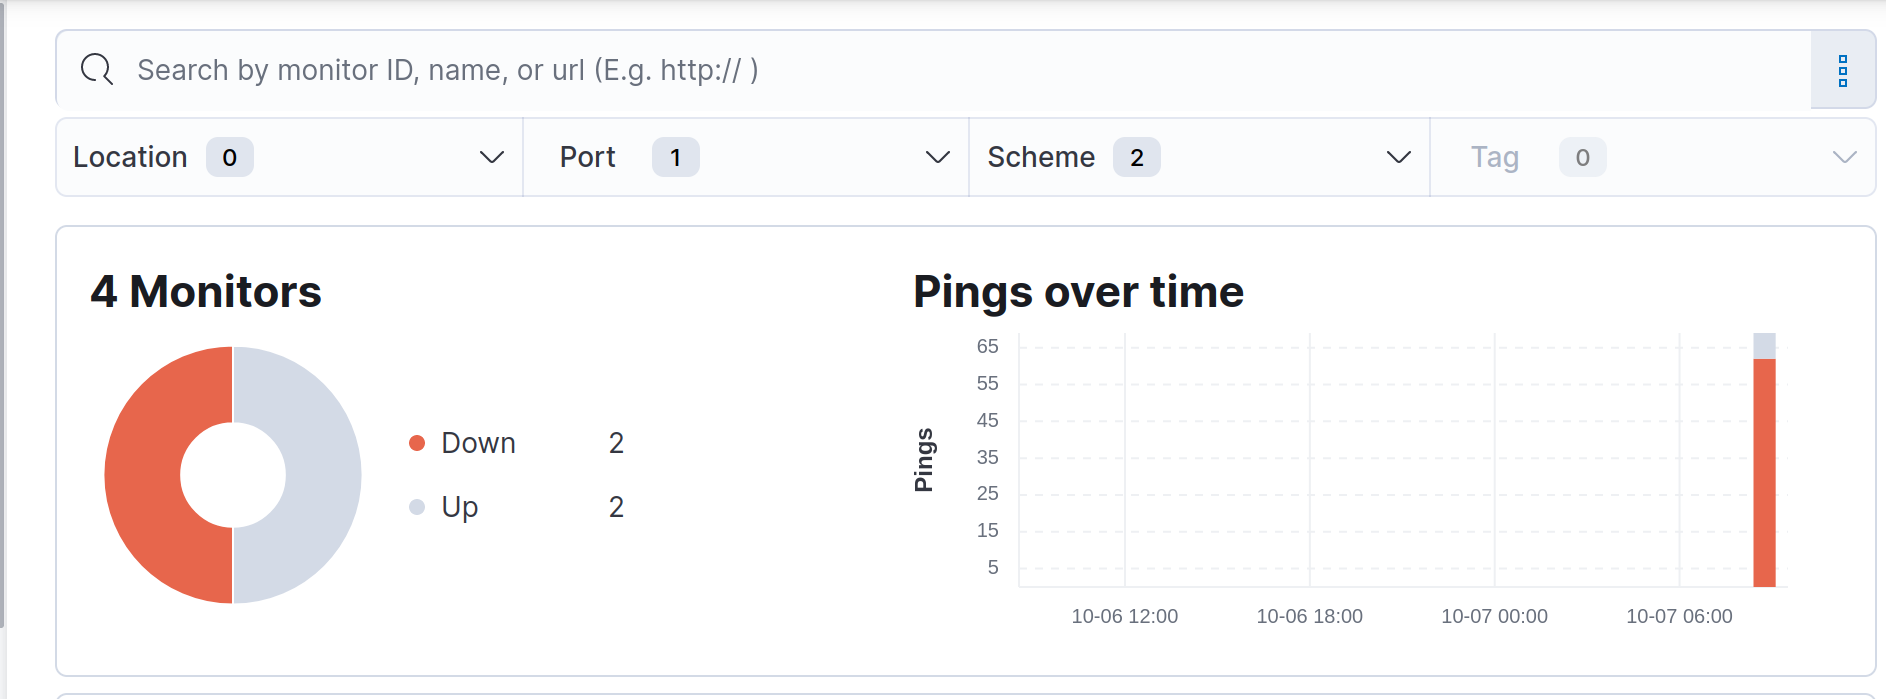 Search by monitor ID, name, or url (E.g. http:// )
Location 0 Port 1 Scheme 2 Tag 0
4 Monitors
Down 2
Up 2
Pings over time
Pings
65
55
45
35
25
15
5
10-06 12:00 10-06 18:00 10-07 00:00 10-07 06:00